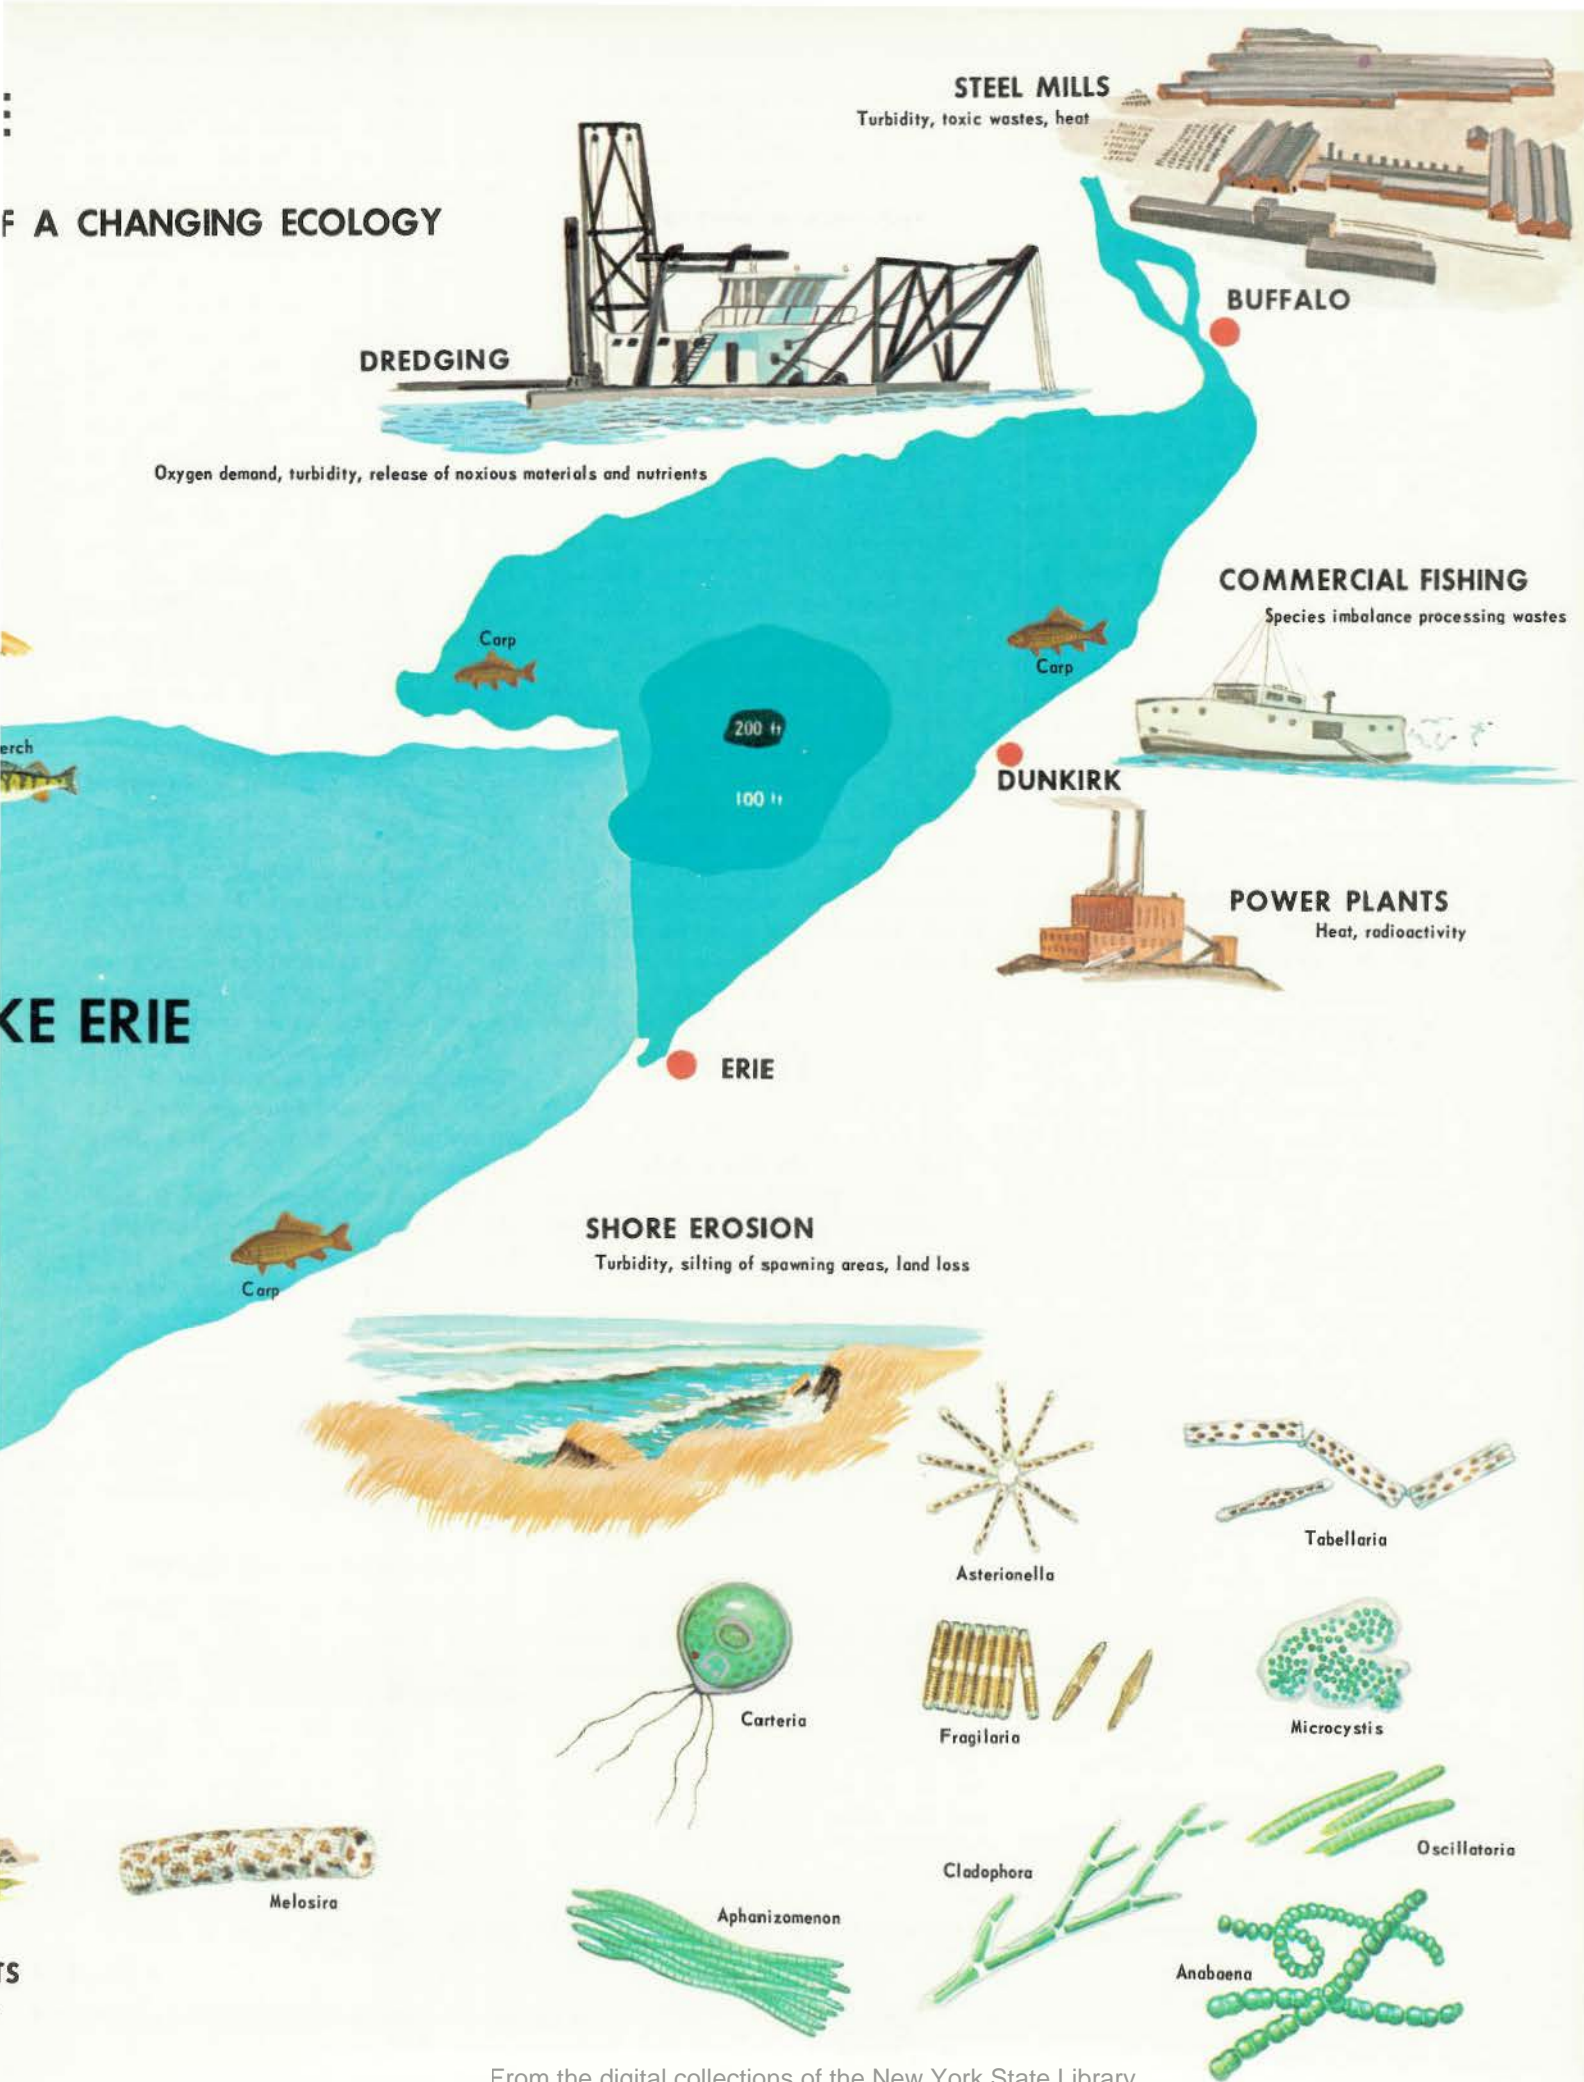 STEEL MILLS
Turbidity, toxic wastes, heat
F A CHANGING ECOLOGY
BUFFALO
DREDGING
Oxygen demand, turbidity, release of noxious materials and nutrients
COMMERCIAL FISHING
Species imbalance processing wastes
Carp
Carp
200 ft
erch
DUNKIRK
100 ft
POWER PLANTS
Heat, radioactivity
KE ERIE
ERIE
SHORE EROSION
Turbidity, silting of spawning areas, land loss
Carp
Tabellaria
Asterionella
Carteria
Fragilaria
Microcystis
Oscillatoria
Cladophora
Melosira
Aphanizomenon
Anabaena
TS
From the digital collections of the New York State Library